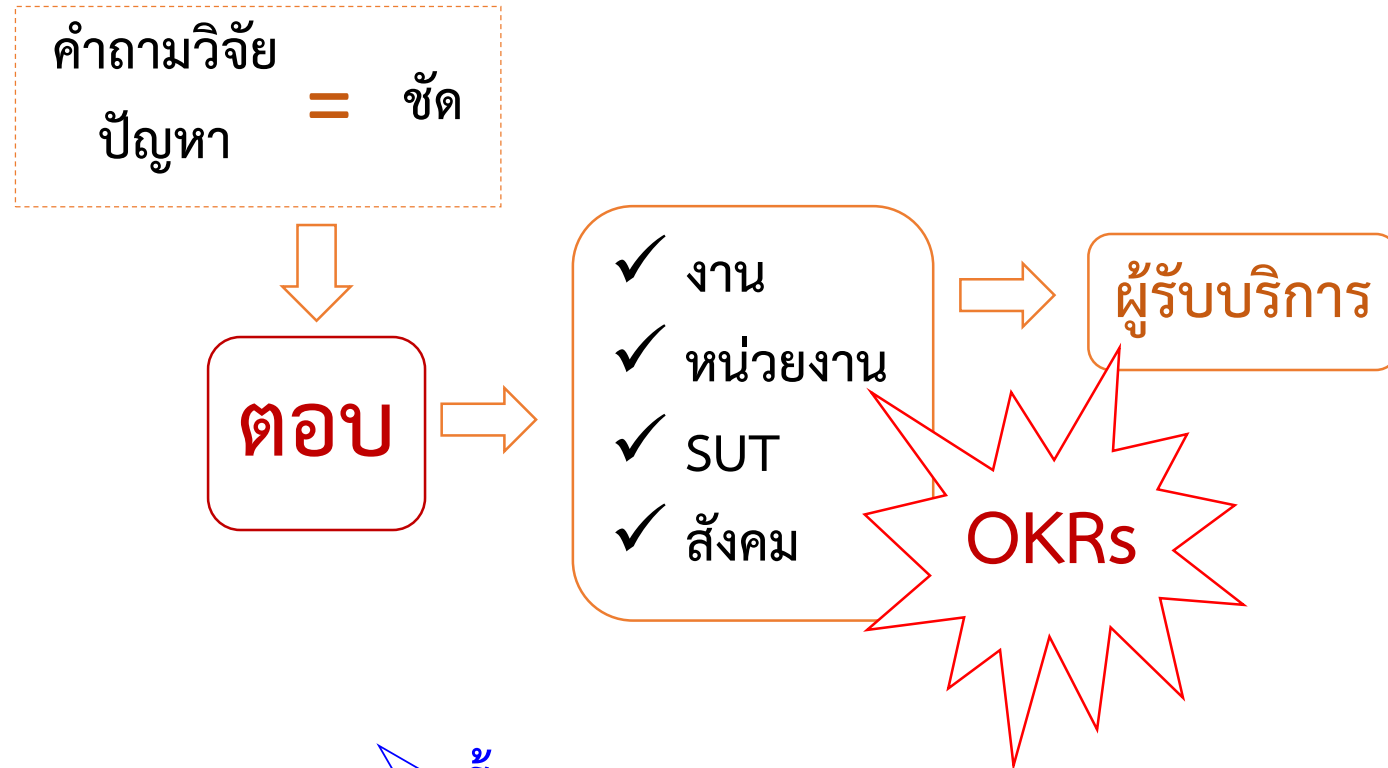 คำถามวิจัย
ปัญหา
=
ชัด
ตอบ
✓ งาน
✓ หน่วยงาน
✓ SUT
✓ สังคม
ผู้รับบริการ
OKRs